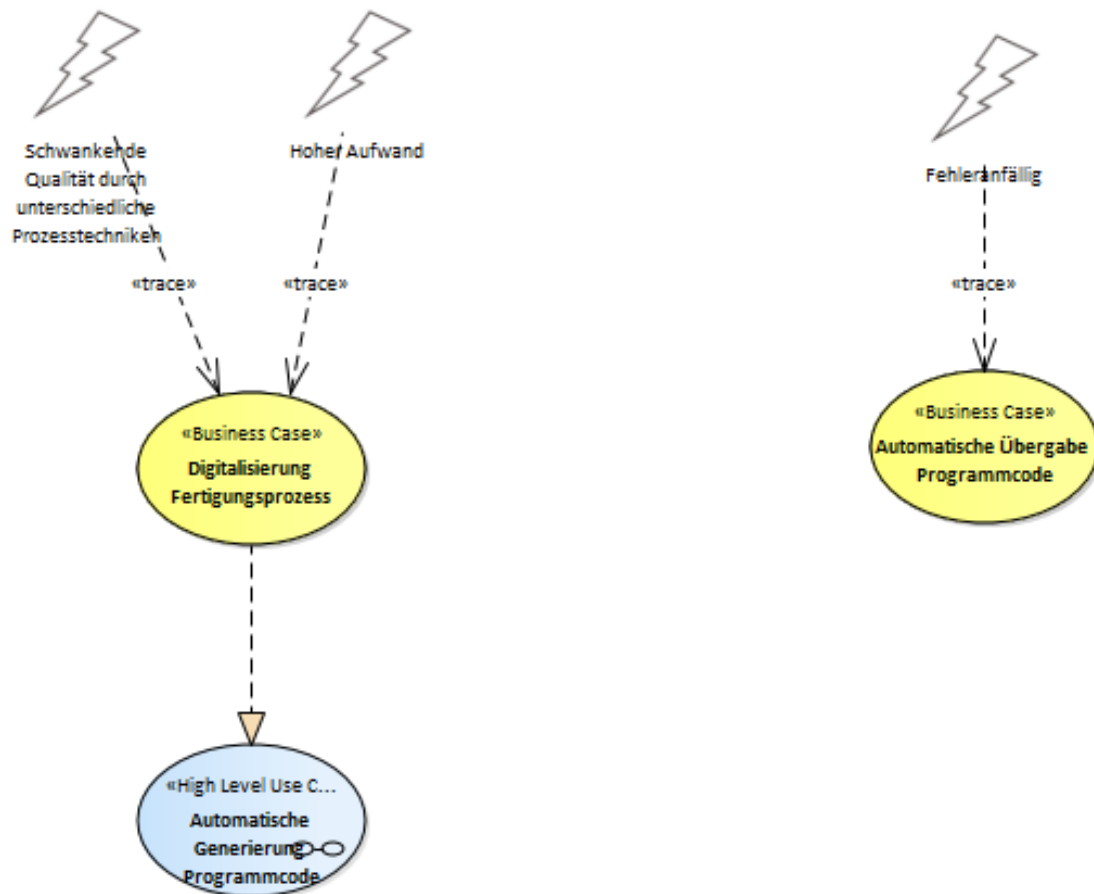 Schwankende
Qualität durch
unterschiedliche
Prozesstechniken
Hoher Aufwand
Fehleranfällig
«trace»
«trace»
«trace»
«Business Case»
Digitalisierung
Fertigungsprozess
«Business Case»
Automatische Übergabe
Programmcode
«High Level Use C...
Automatische
Generierung
Programmcode